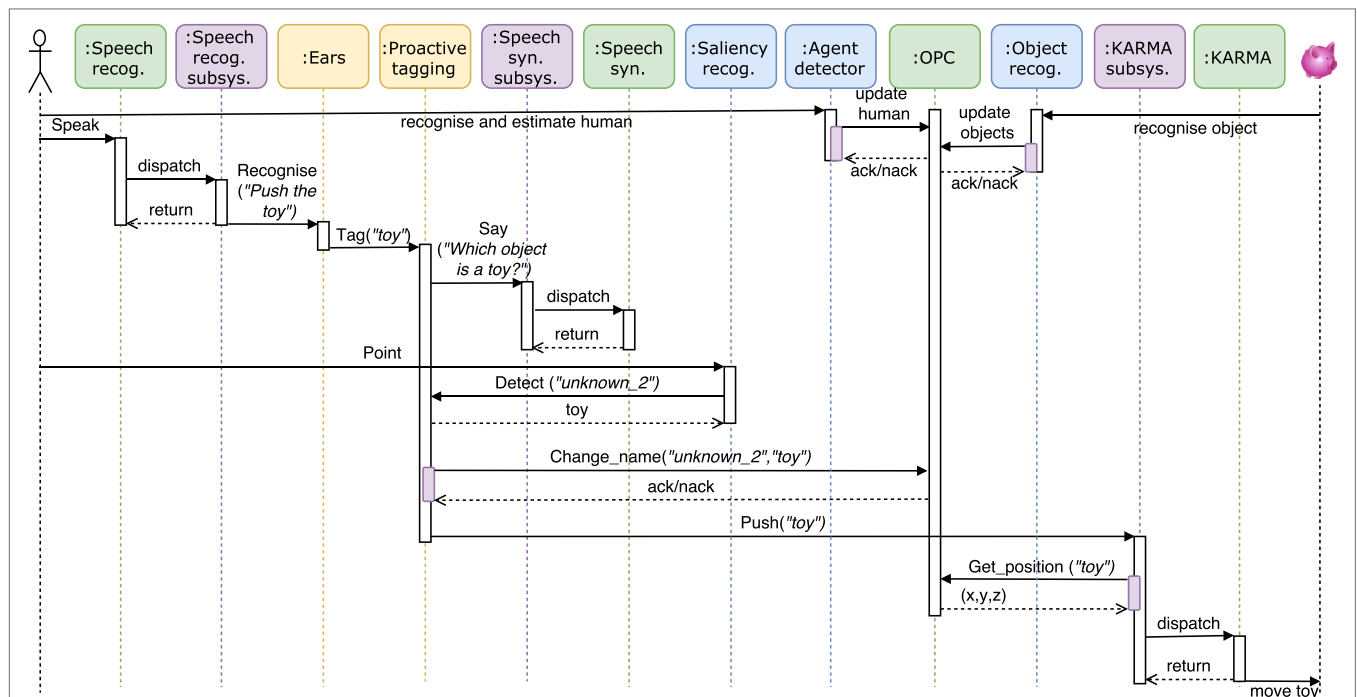 :Speech
recog.
:Speech
recog.
subsys.
:Ears
:Proactive
tagging
:Speech
syn.
subsys.
:Speech
syn.
:Saliency
recog.
:Agent
detector
:OPC
:Object
recog.
:KARMA
subsys.
:KARMA
update
human
update
objects
recognise and estimate human
recognise object
Speak
ack/nack
ack/nack
dispatch
Recognise
("Push the
toy")
return
Tag("toy")
Say
("Which object
is a toy?")
dispatch
return
Point
Detect ("unknown_2")
toy
Change_name("unknown_2","toy")
ack/nack
Push("toy")
Get_position ("toy")
(x,y,z)
dispatch
return
move toy